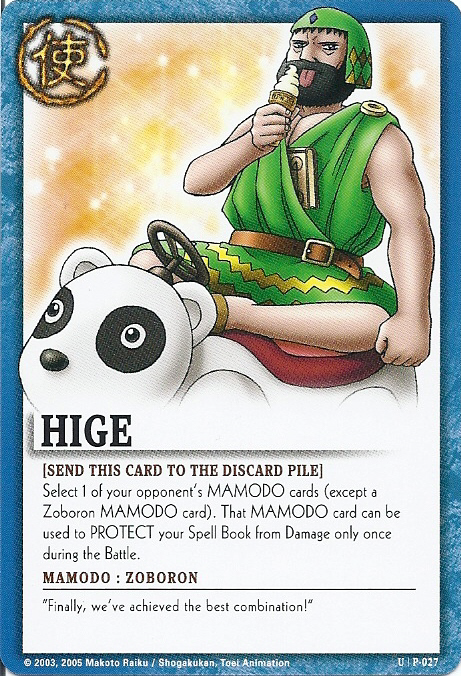 使
HIGE
[SEND THIS CARD TO THE DISCARD PILE]
Select 1 of your opponent's MAMODO cards (except a
Zoboron MAMODO card). That MAMODO card can be
used to PROTECT your Spell Book from Damage only once
during the Battle.
MAMODO : ZOBORON
"Finally, we've achieved the best combination!"
© 2003, 2005 Makoto Raiku / Shogakukan, Toei Animation
U | P-027